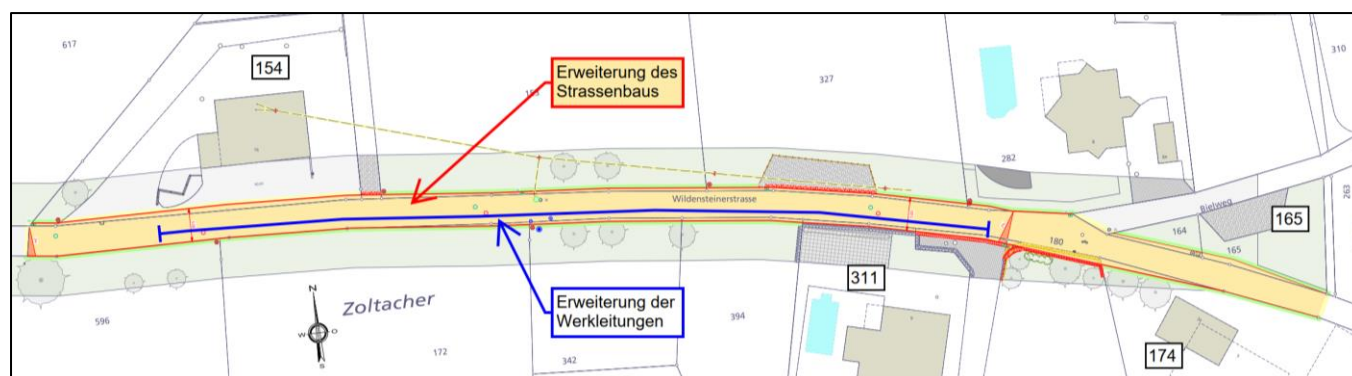 617
154
Erweiterung des
Strassenbaus
327
310
282
263
Wildensteinerstrasse
Bielweg
165
164
165
180
311
N
W
O
S
Zoltacher
Erweiterung der
Werkleitungen
596
172
342
394
174